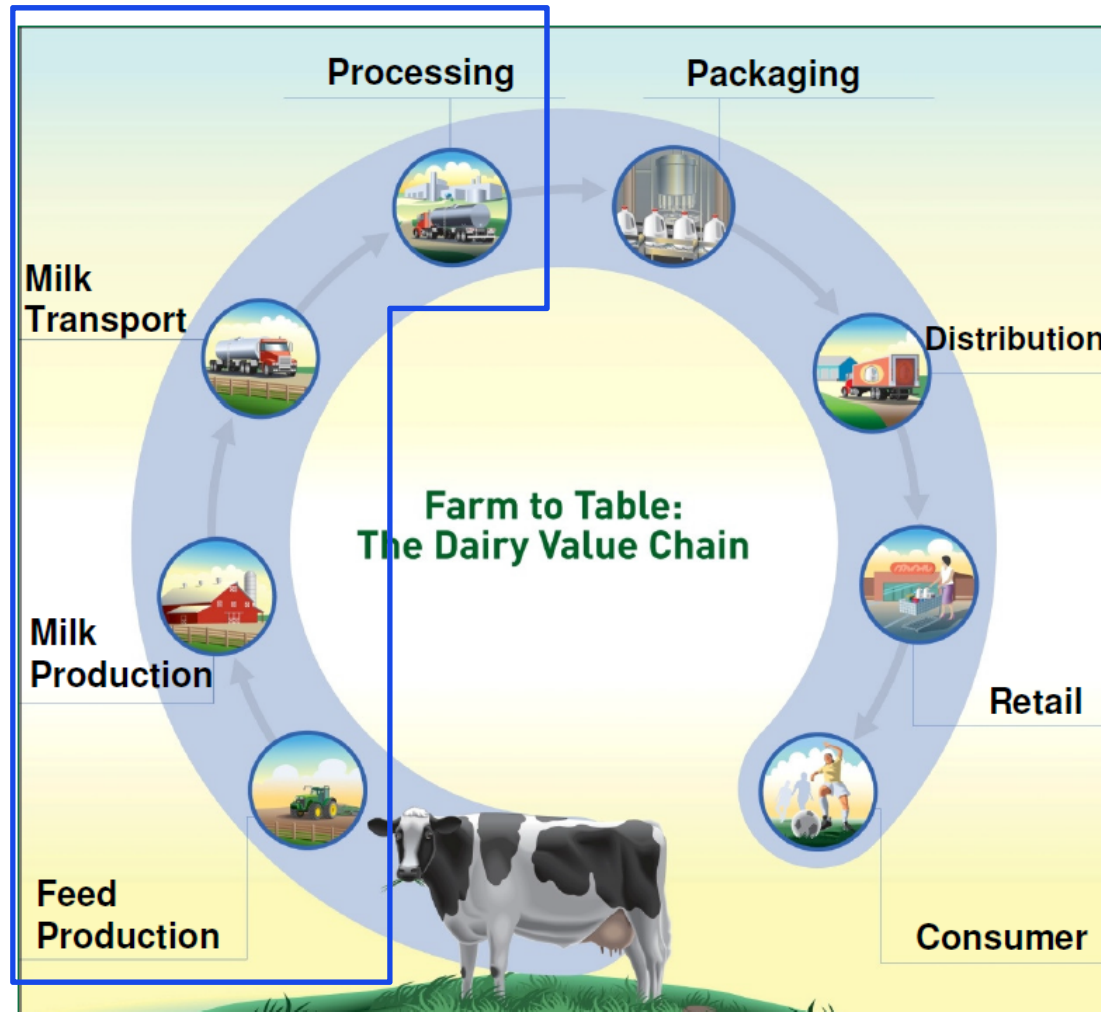 Processing
Packaging
Milk
Transport
Distribution
Farm to Table:
The Dairy Value Chain
Milk
Production
Retail
Feed
Production
Consumer